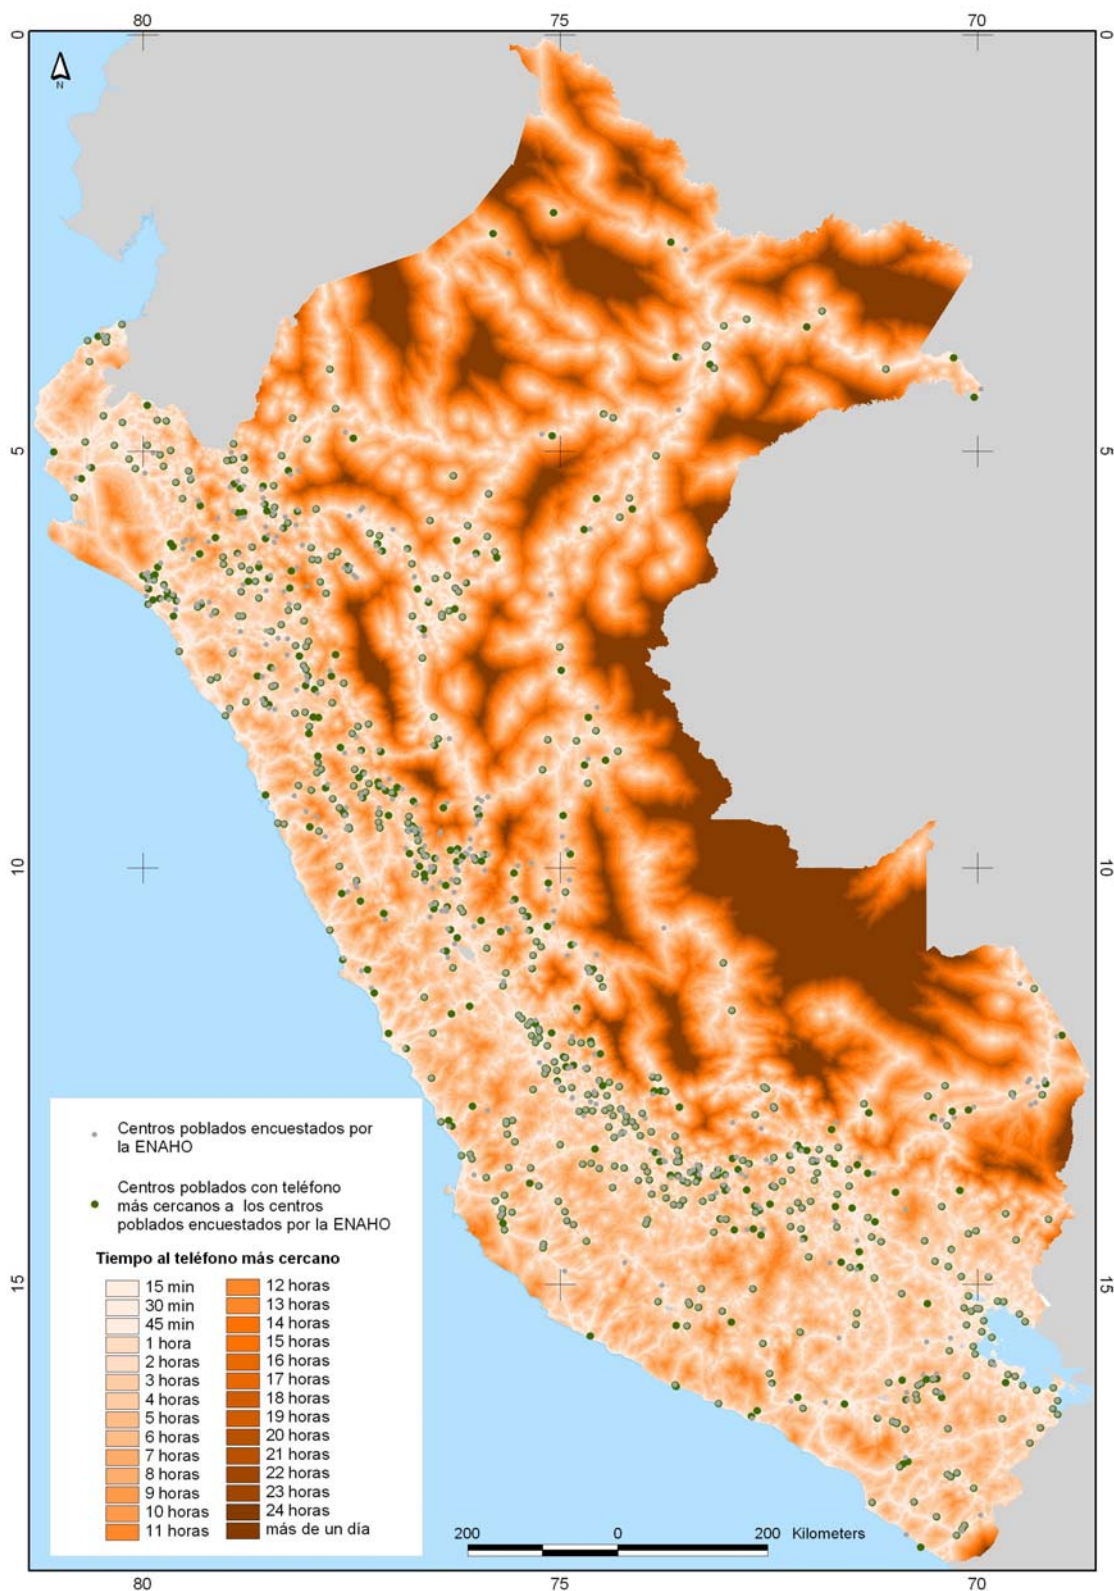 80 75 70
0 0
N
5 5
10 10
15 15
Centros poblados encuestados por
la ENAHO
Centros poblados con teléfono
más cercanos a los centros
poblados encuestados por la ENAHO
Tiempo al teléfono más cercano
15 min
30 min
45 min
1 hora
2 horas
3 horas
4 horas
5 horas
6 horas
7 horas
8 horas
9 horas
10 horas
11 horas
12 horas
13 horas
14 horas
15 horas
16 horas
17 horas
18 horas
19 horas
20 horas
21 horas
22 horas
23 horas
24 horas
más de un día
200 0 200 Kilometers
80 75 70